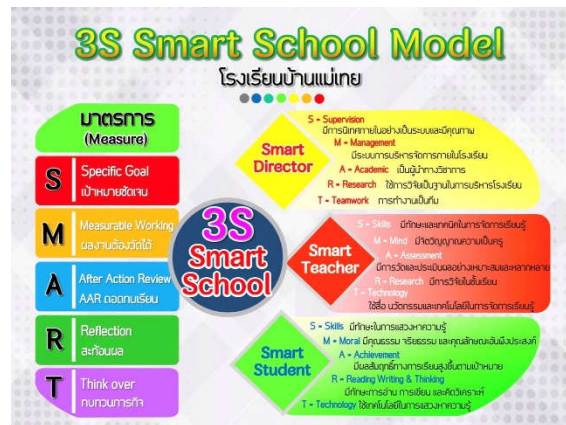 3S Smart School Model
โรงเรียนบ้านแม่เทย
มาตรการ
(Measure)
S
Specific Goal
เป้าหมายชัดเจน
M
Measurable Working
ผลงานต้องวัดได้
A
After Action Review
AAR ถอดบทเรียน
R
Reflection
สะท้อนผล
T
Think over
ทบทวนภารกิจ
3S
Smart
School
Smart
Director
S = Supervision
มีการนิเทศภายในอย่างเป็นระบบและมีคุณภาพ
M = Management
มีระบบการบริหารจัดการภายในโรงเรียน
A = Academic เป็นผู้นำทางวิชาการ
R = Research ใช้การวิจัยเป็นฐานในการบริหารโรงเรียน
T = Teamwork การทำงานเป็นทีม
Smart
Teacher
S = Skills มีทักษะและเทคนิคในการจัดการเรียนรู้
M = Mind มีจิตวิญญาณความเป็นครู
A = Assessment
มีการวัดและประเมินผลอย่างเหมาะสมและหลากหลาย
R = Research มีการวิจัยในชั้นเรียน
T = Technology
ใช้สื่อ นวัตกรรมและเทคโนโลยีในการจัดการเรียนรู้
Smart
Student
S = Skills มีทักษะในการแสวงหาความรู้
M = Moral มีคุณธรรม จริยธรรม และคุณลักษณะอันพึงประสงค์
A = Achievement
มีผลสัมฤทธิ์ทางการเรียนสูงขึ้นตามเป้าหมาย
R = Reading Writing & Thinking
มีทักษะการอ่าน การเขียน และคิดวิเคราะห์
T = Technology ใช้เทคโนโลยีในการแสวงหาความรู้